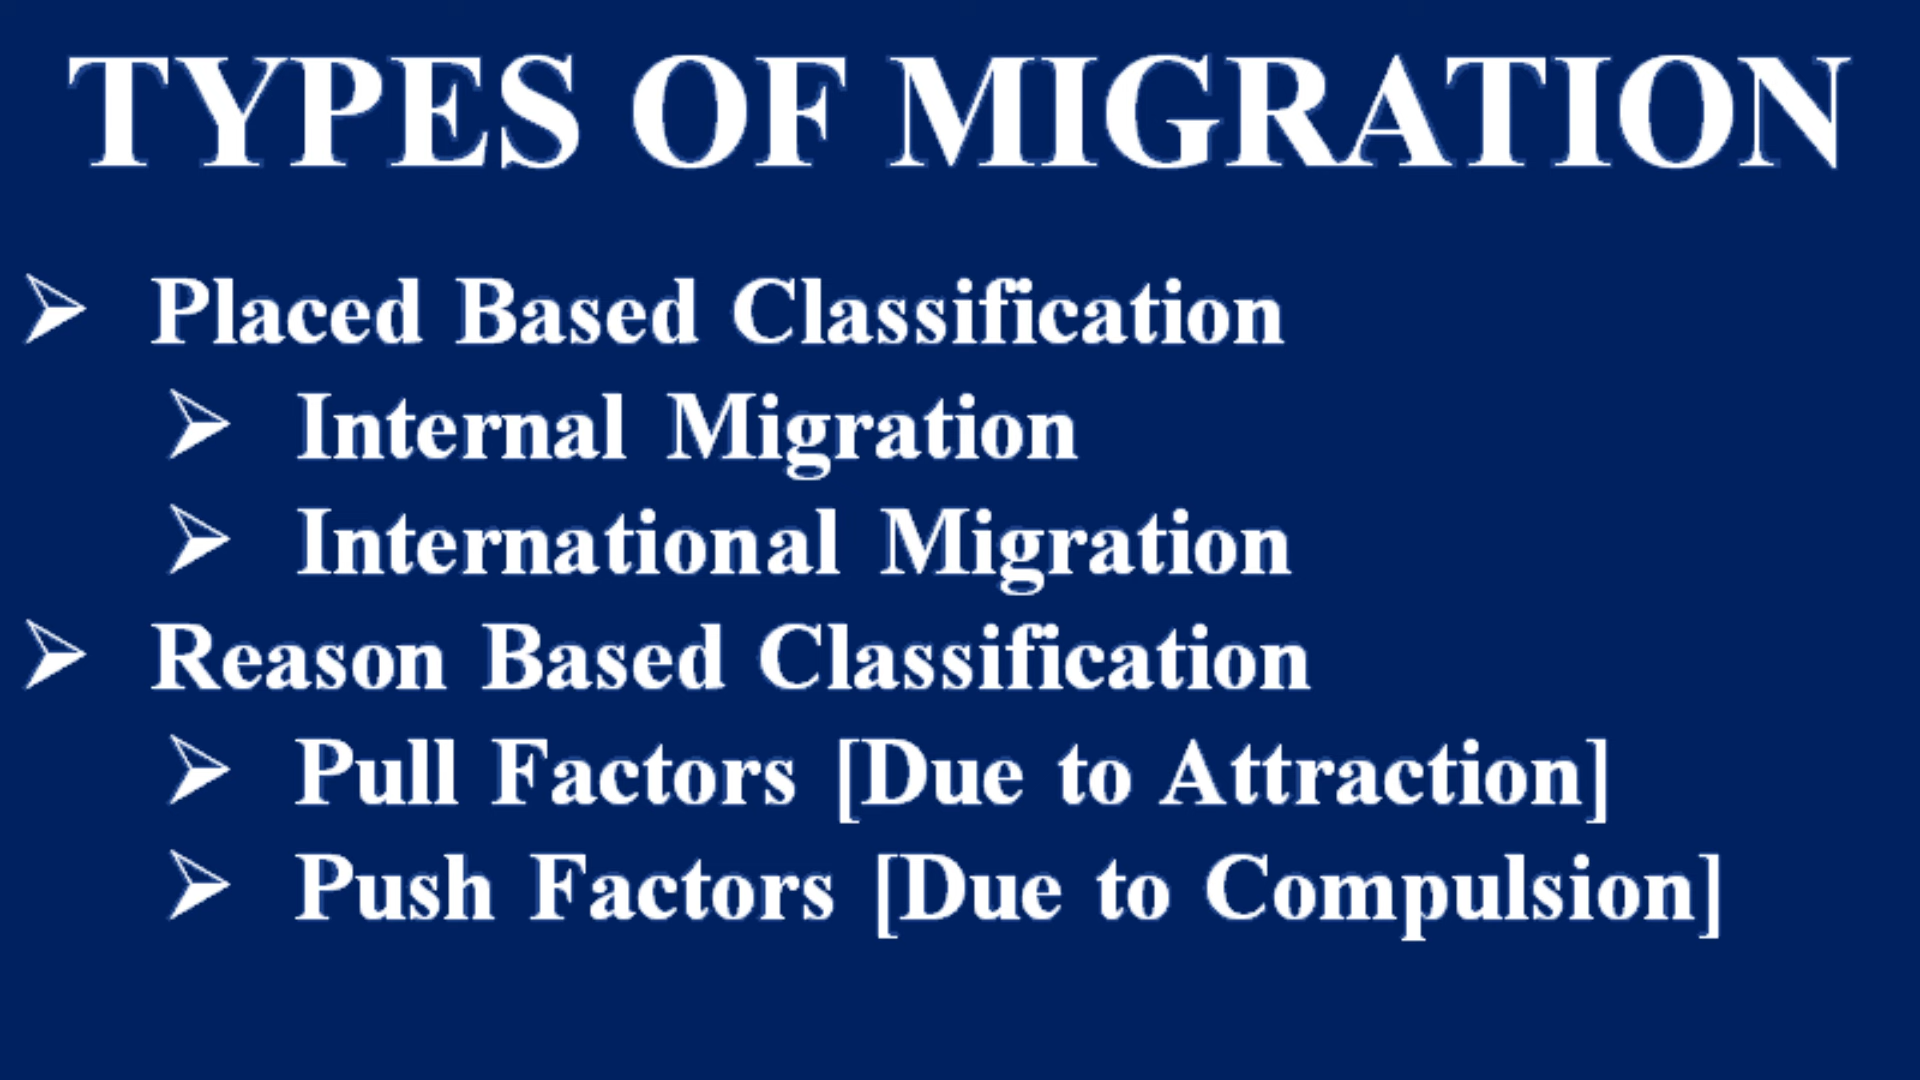 TYPES OF MIGRATION
➢ Placed Based Classification
➢ Internal Migration
➢ International Migration
➢ Reason Based Classification
➢ Pull Factors [Due to Attraction]
➢ Push Factors [Due to Compulsion]